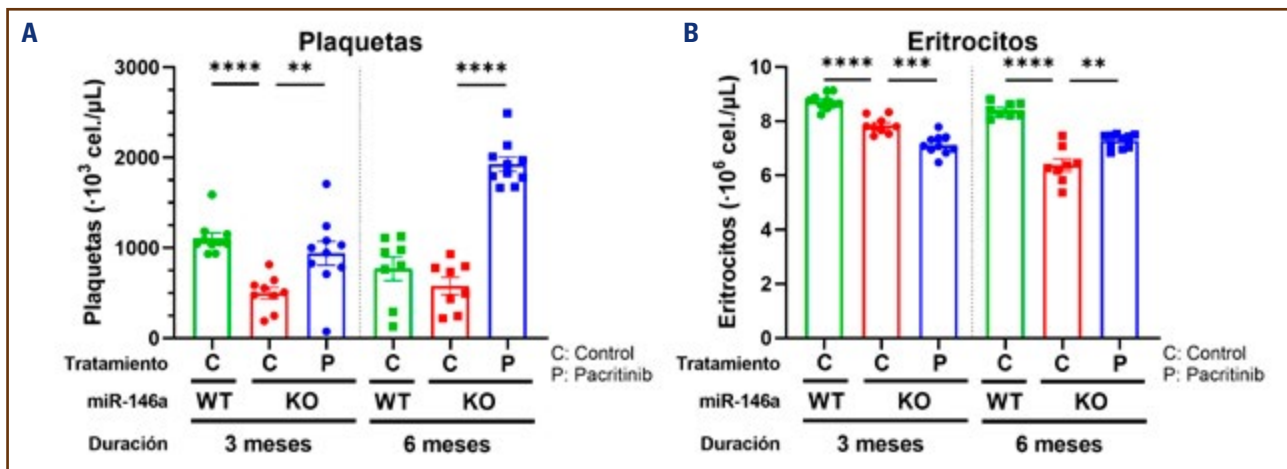 A
Plaquetas
**** ** ****
Plaquetas (·10³ cel./µL)
3000
2000
1000
0
Tratamiento C C P C C P
C: Control
P: Pacritinib
miR-146a WT KO WT KO
Duración 3 meses 6 meses
B
Eritrocitos
**** *** **** **
Eritrocitos (·10⁶ cel./µL)
10
8
6
4
2
0
Tratamiento C C P C C P
C: Control
P: Pacritinib
miR-146a WT KO WT KO
Duración 3 meses 6 meses